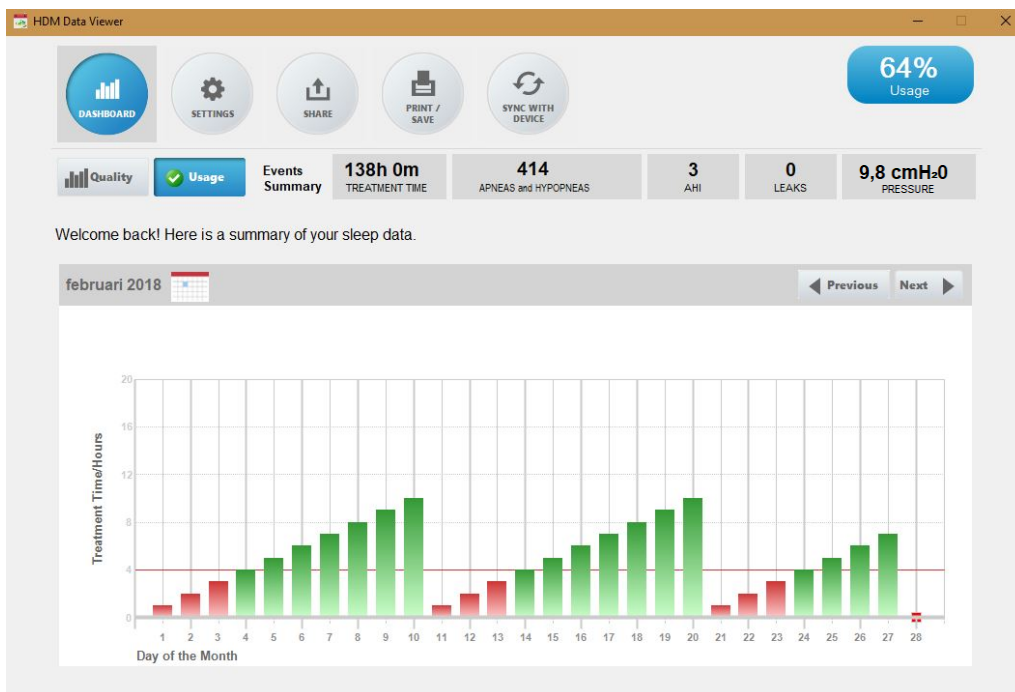 HDM Data Viewer
64%
Usage
DASHBOARD
SETTINGS
SHARE
PRINT /
SAVE
SYNC WITH
DEVICE
Quality
Usage
Events
Summary
138h 0m
TREATMENT TIME
414
APNEAS and HYPOPNEAS
3
AHI
0
LEAKS
9,8 cmH₂0
PRESSURE
Welcome back! Here is a summary of your sleep data.
februari 2018
Previous
Next
Treatment Time/Hours
20
16
12
8
4
0
1 2 3 4 5 6 7 8 9 10 11 12 13 14 15 16 17 18 19 20 21 22 23 24 25 26 27 28
Day of the Month